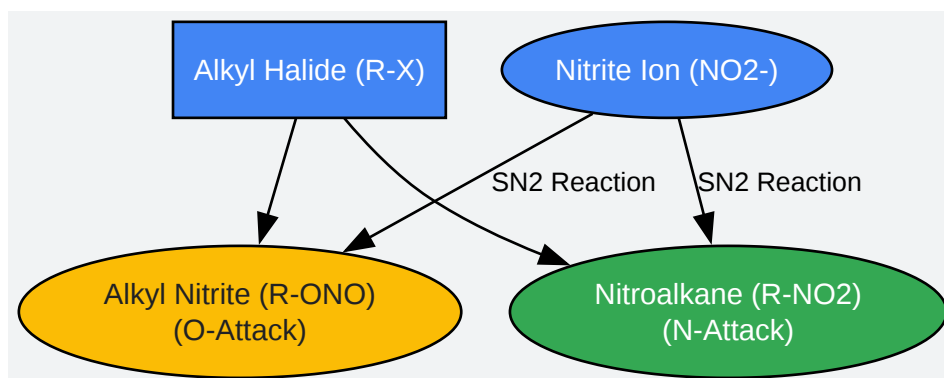 Alkyl Halide (R-X)
Nitrite Ion (NO2-)
SN2 Reaction
SN2 Reaction
Alkyl Nitrite (R-ONO)
(O-Attack)
Nitroalkane (R-NO2)
(N-Attack)